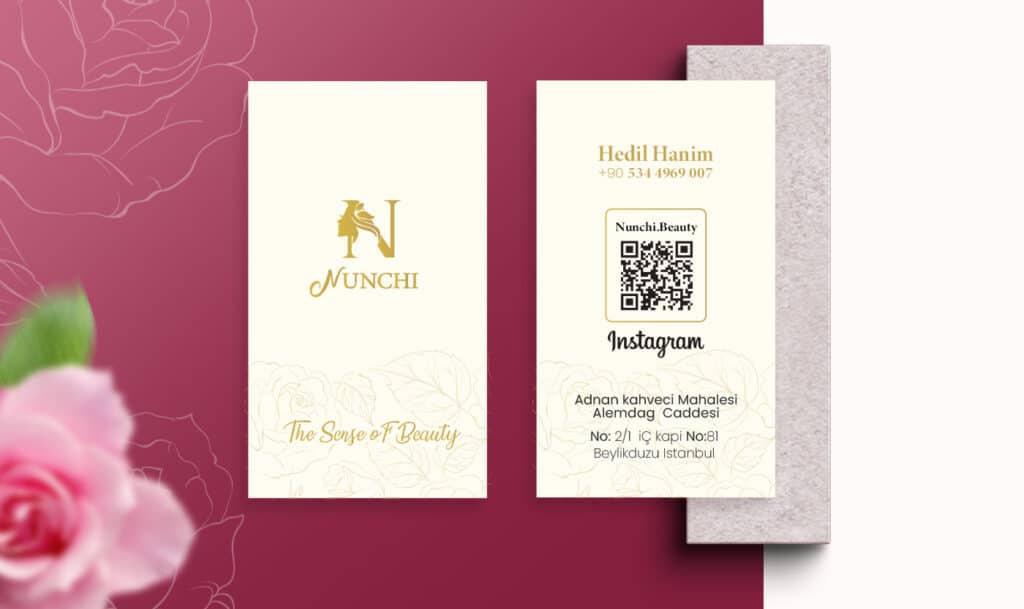 N
NUNCHI
The Sense oF Beauty
Hedil Hanim
+90 534 4969 007
Nunchi.Beauty
Instagram
Adnan kahveci Mahalesi
Alemdag Caddesi
No: 2/1 iÇ kapi No:81
Beylikduzu Istanbul